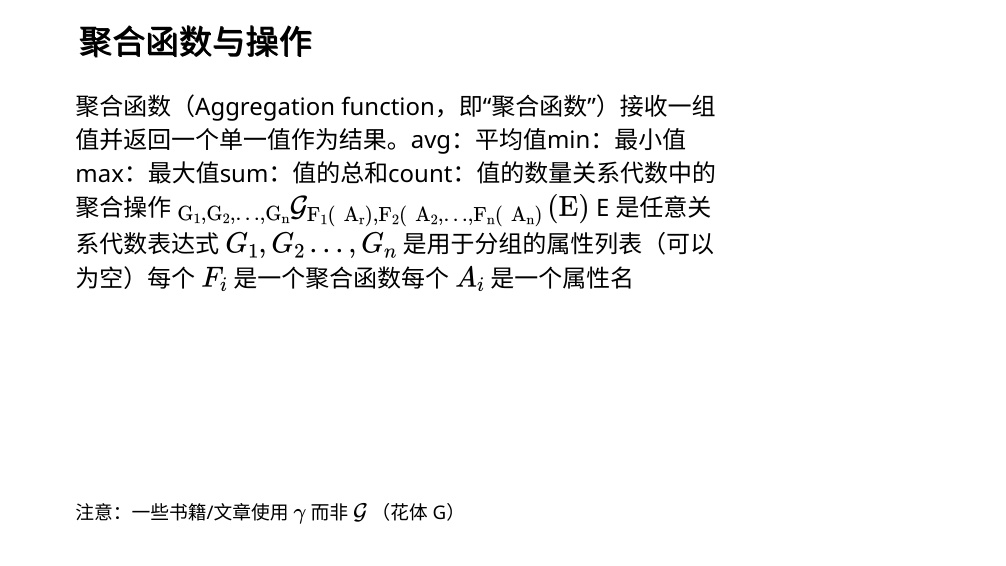 聚合函数与操作
聚合函数（Aggregation function，即“聚合函数”）接收一组
值并返回一个单一值作为结果。avg：平均值min：最小值
max：最大值sum：值的总和count：值的数量关系代数中的
聚合操作 $_{\mathrm{G_1,G_2,\ldots,G_n}}\mathcal{G}_{\mathrm{F_1(\ A_r),F_2(\ A_2,\ldots,F_n(\ A_n)}}(\mathrm{E})$ E 是任意关
系代数表达式 $G_1, G_2 \ldots, G_n$ 是用于分组的属性列表（可以
为空）每个 $F_i$ 是一个聚合函数每个 $A_i$ 是一个属性名
注意：一些书籍/文章使用 $\gamma$ 而非 $\mathcal{G}$ （花体 G）